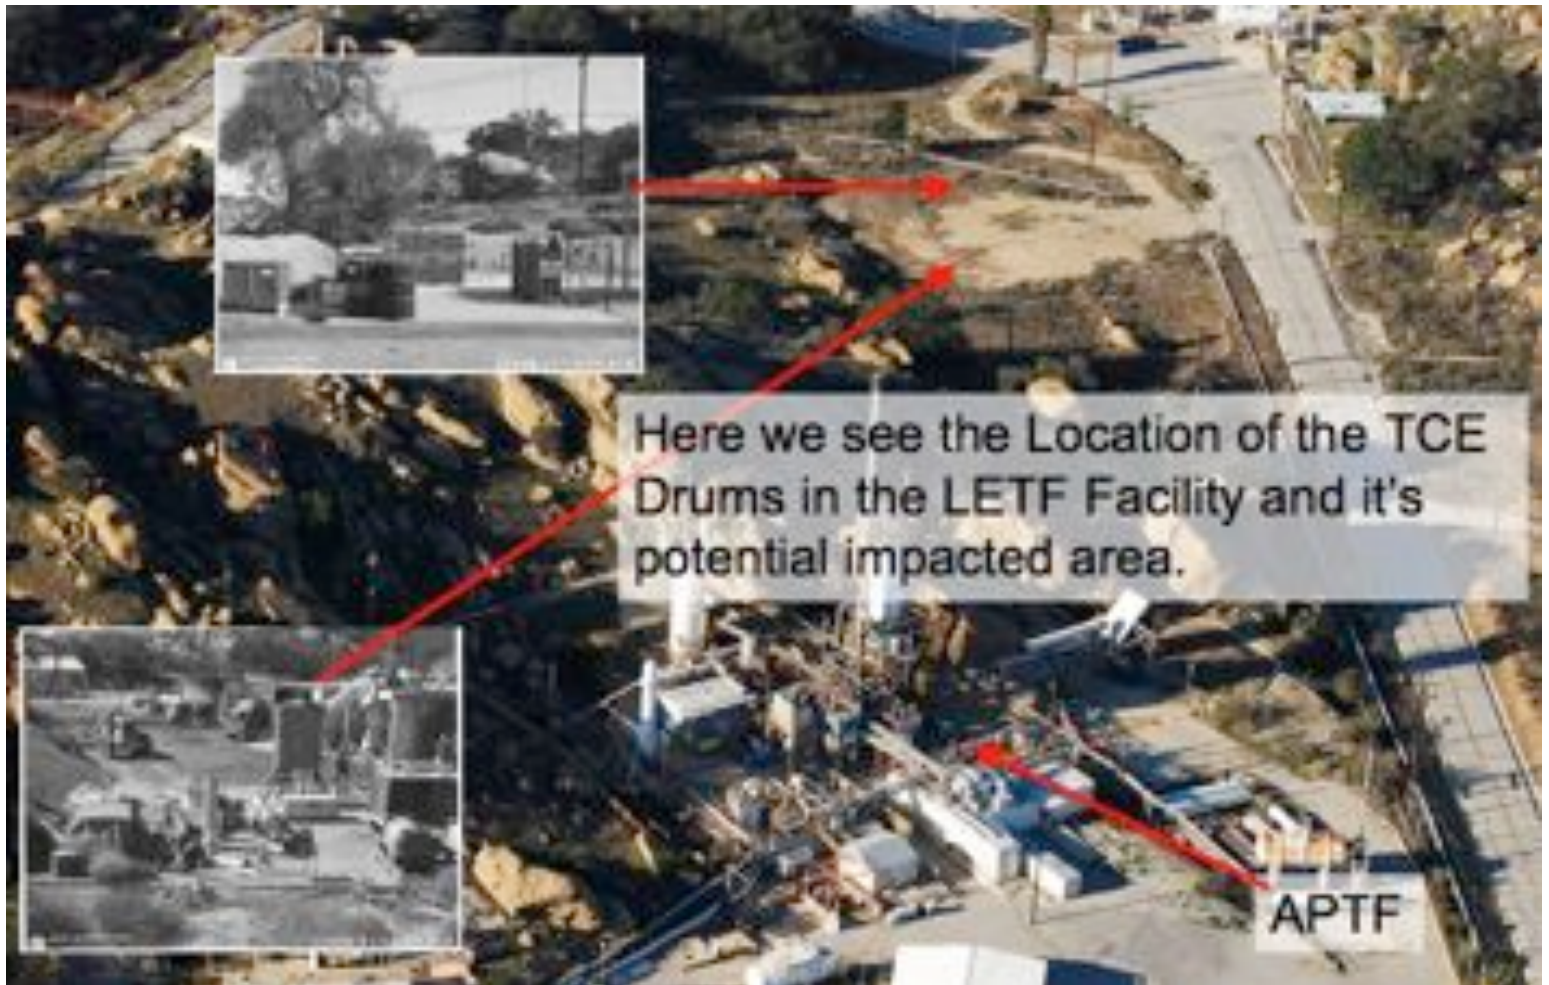 Here we see the Location of the TCE
Drums in the LETF Facility and it's
potential impacted area.
APTF